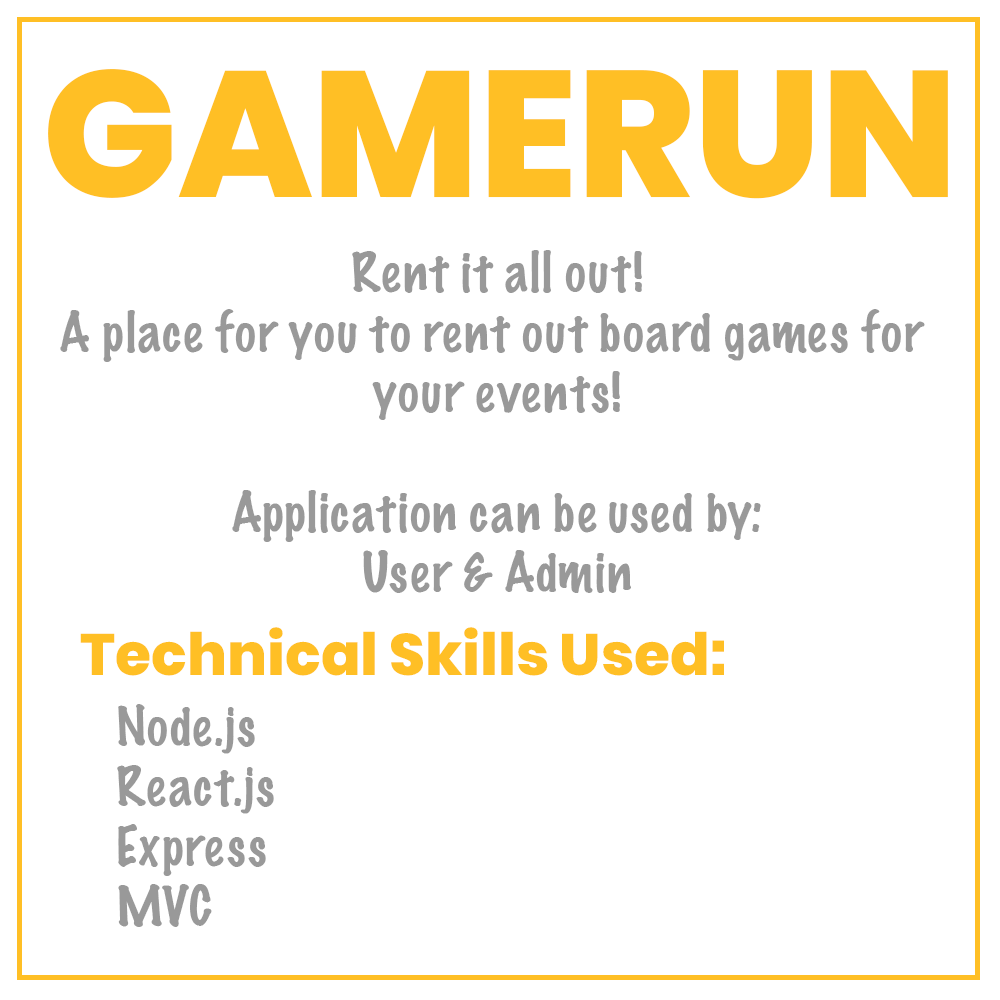 GAMERUN
Rent it all out!
A place for you to rent out board games for
your events!
Application can be used by:
User & Admin
Technical Skills Used:
Node.js
React.js
Express
MVC